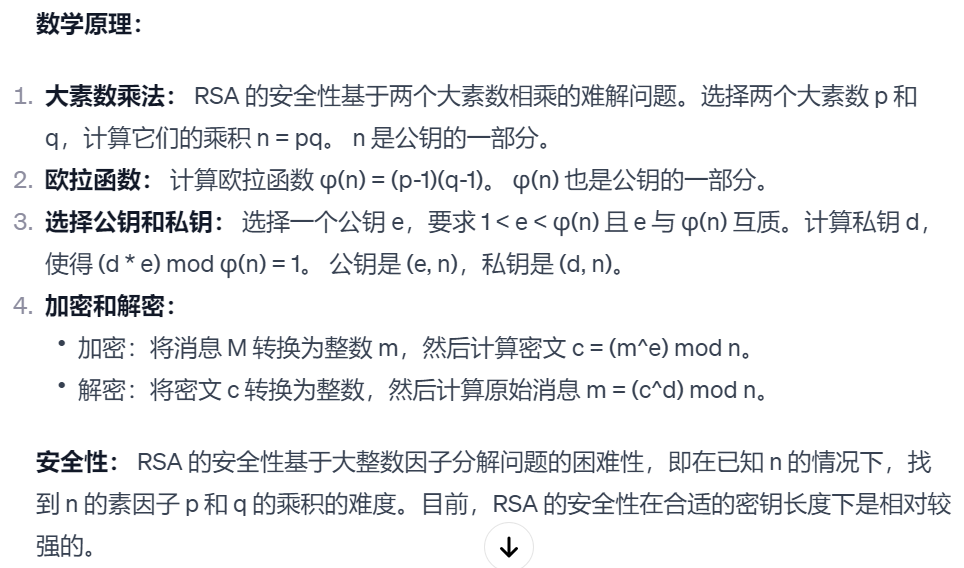 数学原理：
1. 大素数乘法： RSA 的安全性基于两个大素数相乘的难解问题。选择两个大素数 p 和
q，计算它们的乘积 n = pq。 n 是公钥的一部分。
2. 欧拉函数： 计算欧拉函数 φ(n) = (p-1)(q-1)。 φ(n) 也是公钥的一部分。
3. 选择公钥和私钥： 选择一个公钥 e，要求 1 < e < φ(n) 且 e 与 φ(n) 互质。计算私钥 d，
使得 (d * e) mod φ(n) = 1。 公钥是 (e, n)，私钥是 (d, n)。
4. 加密和解密：
• 加密：将消息 M 转换为整数 m，然后计算密文 c = (m^e) mod n。
• 解密：将密文 c 转换为整数，然后计算原始消息 m = (c^d) mod n。
安全性： RSA 的安全性基于大整数因子分解问题的困难性，即在已知 n 的情况下，找
到 n 的素因子 p 和 q 的乘积的难度。目前，RSA 的安全性在合适的密钥长度下是相对较
强的。